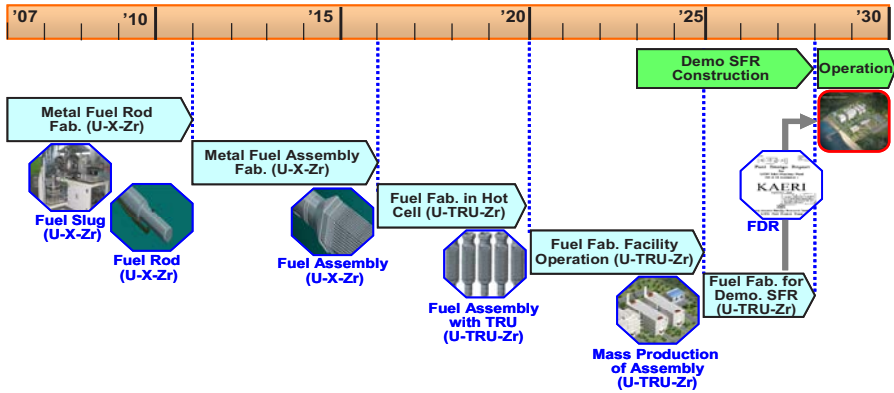 '07
'10
'15
'20
'25
'30
Demo SFR
Construction
Operation
Metal Fuel Rod
Fab. (U-X-Zr)
Metal Fuel Assembly
Fab. (U-X-Zr)
Fuel Fab. in Hot
Cell (U-TRU-Zr)
KAERI
FDR
Fuel Slug
(U-X-Zr)
Fuel Rod
(U-X-Zr)
Fuel Assembly
(U-X-Zr)
Fuel Fab. Facility
Operation (U-TRU-Zr)
Fuel Fab. for
Demo. SFR
(U-TRU-Zr)
Fuel Assembly
with TRU
(U-TRU-Zr)
Mass Production
of Assembly
(U-TRU-Zr)